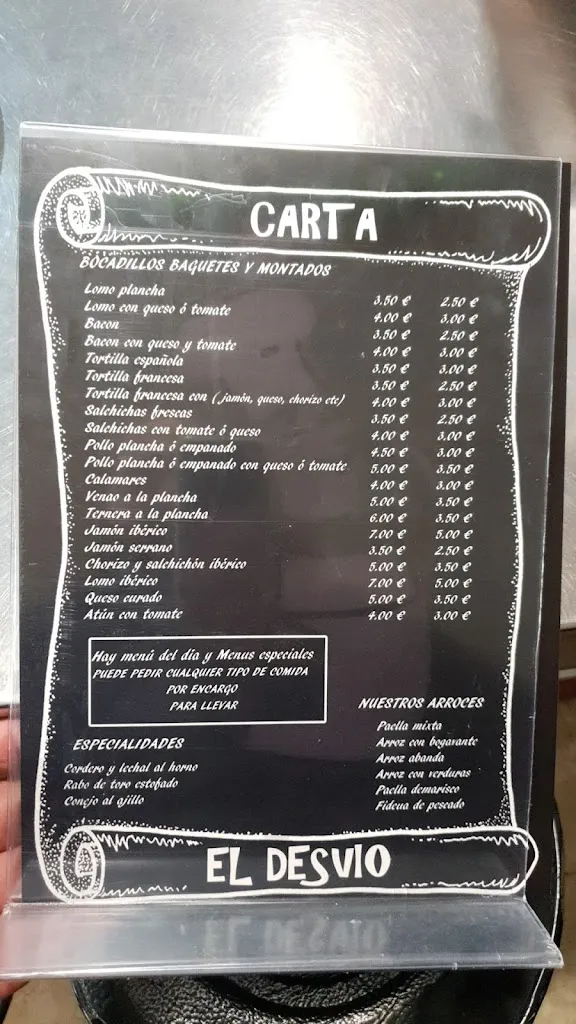 CARTA
BOCADILLOS BAGUETES Y MONTADOS
Lomo plancha 3.50 € 2.50 €
Lomo con queso ó tomate 4.00 € 3.00 €
Bacon 3.50 € 2.50 €
Bacon con queso y tomate 4.00 € 3.00 €
Tortilla española 3.50 € 3.00 €
Tortilla francesa 3.50 € 2.50 €
Tortilla francesa con ( jamón, queso, chorizo etc) 4.00 € 3.00 €
Salchichas frescas 3.50 € 2.50 €
Salchichas con tomate ó queso 4.00 € 3.00 €
Pollo plancha ó empanado 4.50 € 3.00 €
Pollo plancha ó empanado con queso ó tomate 5.00 € 3.50 €
Calamares 4.00 € 3.00 €
Venao a la plancha 5.00 € 3.50 €
Ternera a la plancha 6.00 € 3.50 €
Jamón ibérico 7.00 € 5.00 €
Jamón serrano 3.50 € 2.50 €
Chorizo y salchichón ibérico 5.00 € 3.50 €
Lomo ibérico 7.00 € 5.00 €
Queso curado 5.00 € 3.50 €
Atún con tomate 4.00 € 3.00 €
Hay menú del día y Menus especiales
PUEDE PEDIR CUALQUIER TIPO DE COMIDA
POR ENCARGO
PARA LLEVAR
ESPECIALIDADES
Cordero y lechal al horno
Rabo de toro estofado
Conejo al ajillo
NUESTROS ARROCES
Paella mixta
Arroz con bogavante
Arroz abanda
Arroz con verduras
Paella demarisco
Fideua de pescado
EL DESVIO